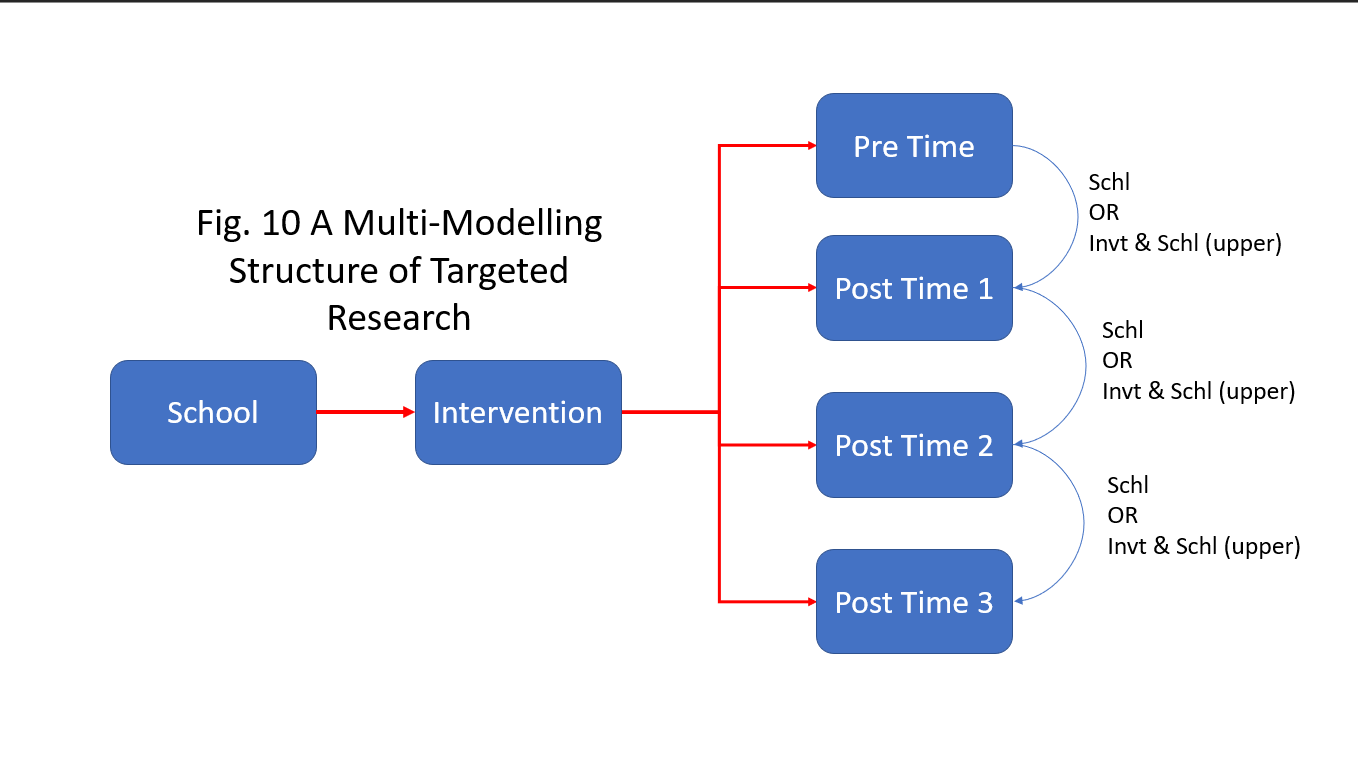 Fig. 10 A Multi-Modelling
Structure of Targeted
Research
School
Intervention
Pre Time
Post Time 1
Post Time 2
Post Time 3
Schl
OR
Invt & Schl (upper)
Schl
OR
Invt & Schl (upper)
Schl
OR
Invt & Schl (upper)